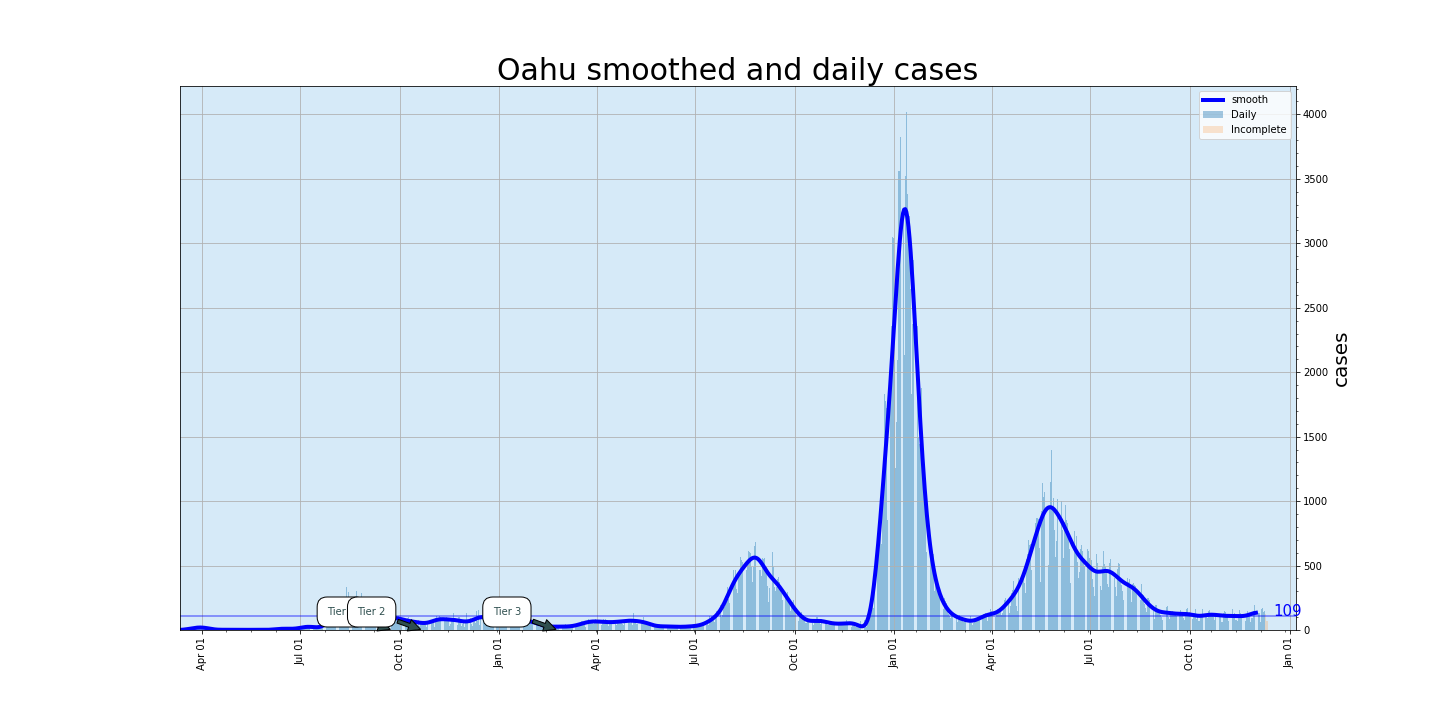 Oahu smoothed and daily cases
smooth
Daily
Incomplete
4000
3500
3000
2500
2000
1500
1000
500
0
cases
109
Tier
Tier 2
Tier 3
Apr 01
Jul 01
Oct 01
Jan 01
Apr 01
Jul 01
Oct 01
Jan 01
Apr 01
Jul 01
Oct 01
Jan 01